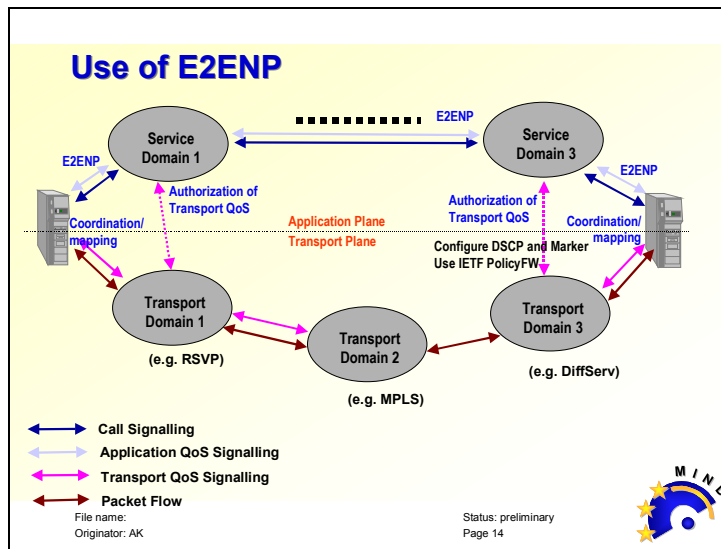 Use of E2ENP
E2ENP
Service
Domain 1
Service
Domain 3
E2ENP
E2ENP
Authorization of
Transport QoS
Authorization of
Transport QoS
Coordination/
mapping
Coordination/
mapping
Application Plane
Transport Plane
Configure DSCP and Marker
Use IETF PolicyFW
Transport
Domain 1
Transport
Domain 2
Transport
Domain 3
(e.g. RSVP)
(e.g. MPLS)
(e.g. DiffServ)
Call Signalling
Application QoS Signalling
Transport QoS Signalling
Packet Flow
File name:
Originator: AK
Status: preliminary
Page 14
MIND